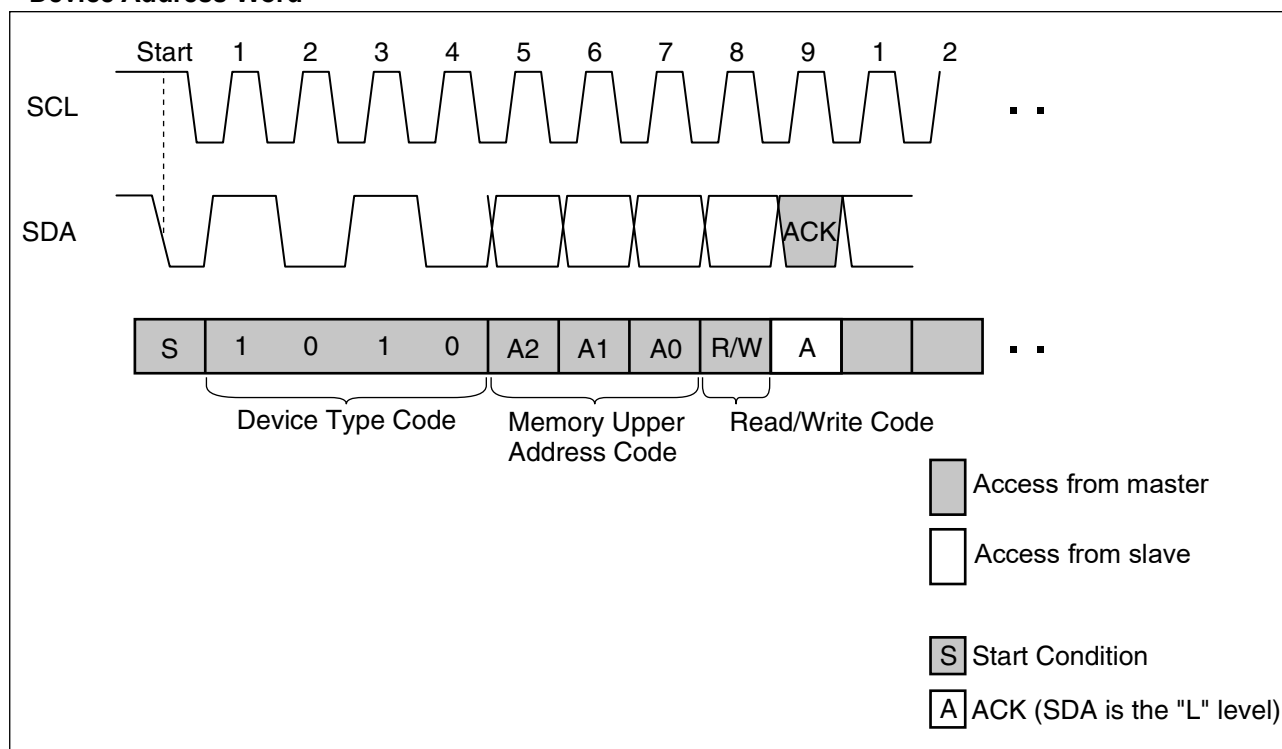 Device Address Word
Start 1 2 3 4 5 6 7 8 9 1 2
SCL
. .
SDA
ACK
S 1 0 1 0 A2 A1 A0 R/W A
. .
Device Type Code
Memory Upper
Address Code
Read/Write Code
Access from master
Access from slave
S Start Condition
A ACK (SDA is the "L" level)